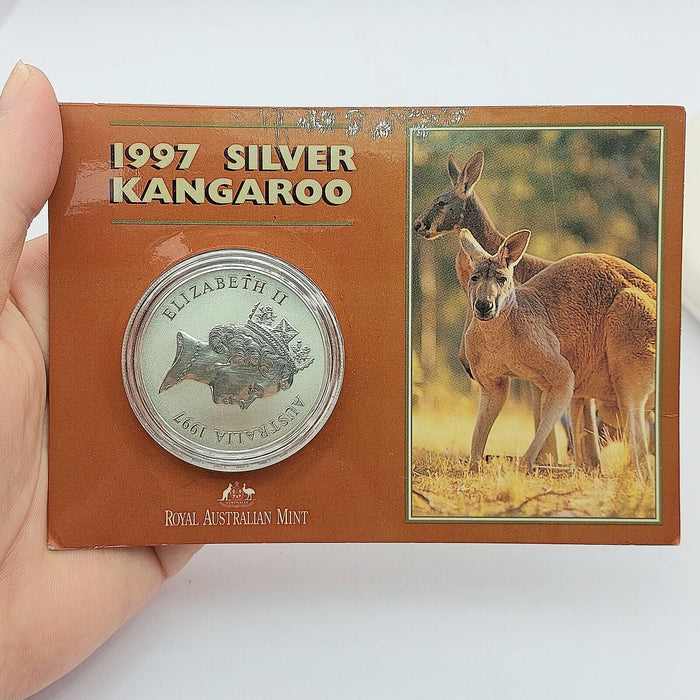 1997 SILVER
KANGAROO
ELIZABETH II
AUSTRALIA 1997
ROYAL AUSTRALIAN MINT